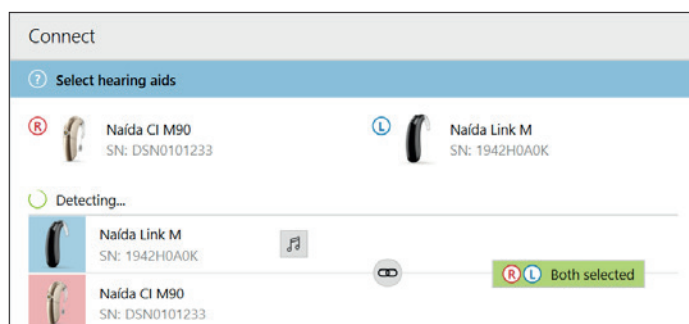 Connect
? Select hearing aids
R Naída CI M90 L Naída Link M
SN: DSN0101233 SN: 1942H0A0K
Detecting...
Naída Link M
SN: 1942H0A0K
R L Both selected
Naída CI M90
SN: DSN0101233